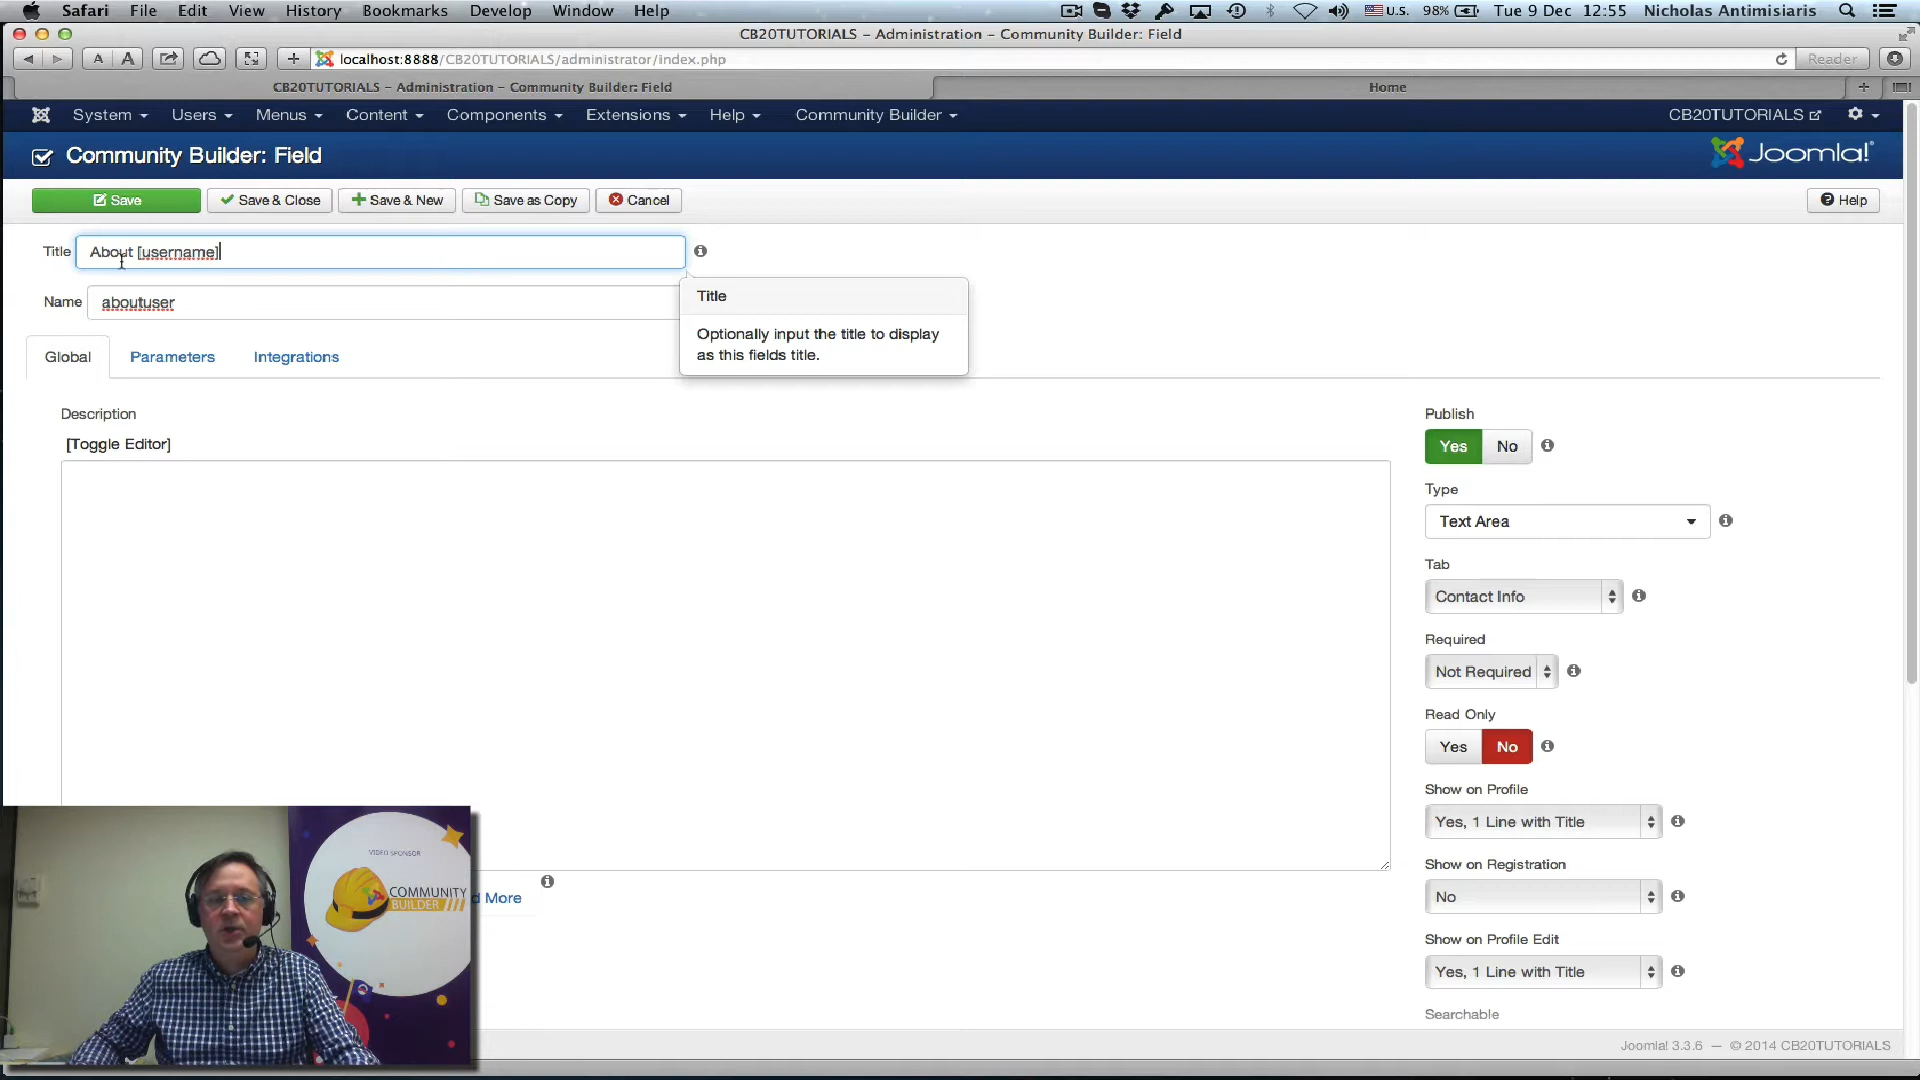 Safari File Edit View History Bookmarks Develop Window Help U.S. 98% Tue 9 Dec 12:55 Nicholas Antimisiaris
CB20TUTORIALS – Administration – Community Builder: Field
A A + localhost:8888/CB20TUTORIALS/administrator/index.php Reader
CB20TUTORIALS – Administration – Community Builder: Field Home +
System Users Menus Content Components Extensions Help Community Builder CB20TUTORIALS
Community Builder: Field Joomla!
Save Save & Close Save & New Save as Copy Cancel Help
Title About [username]
Title
Name aboutuser
Optionally input the title to display
as this fields title.
Global Parameters Integrations
Description
[Toggle Editor]
Publish
Yes No
Type
Text Area
Tab
Contact Info
Required
Not Required
Read Only
Yes No
Show on Profile
Yes, 1 Line with Title
Show on Registration
No
Show on Profile Edit
Yes, 1 Line with Title
Searchable
VIDEO SPONSOR
COMMUNITY
BUILDER
d More
Joomla! 3.3.6 — © 2014 CB20TUTORIALS